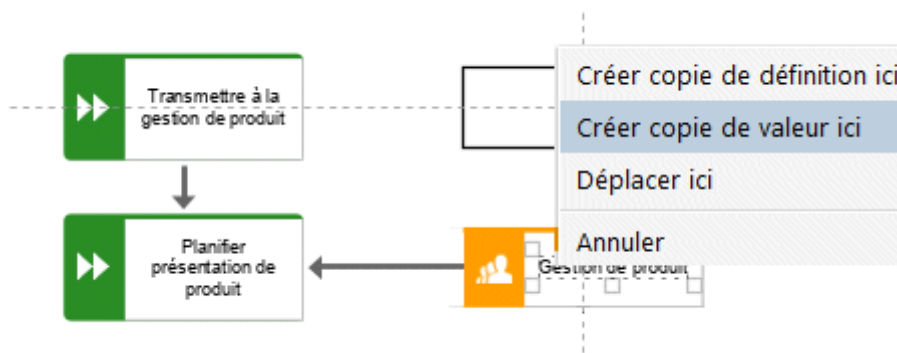 Transmettre à la
gestion de produit
Créer copie de définition ici
Créer copie de valeur ici
Déplacer ici
Annuler
Planifier
présentation de
produit
Gestion de produit